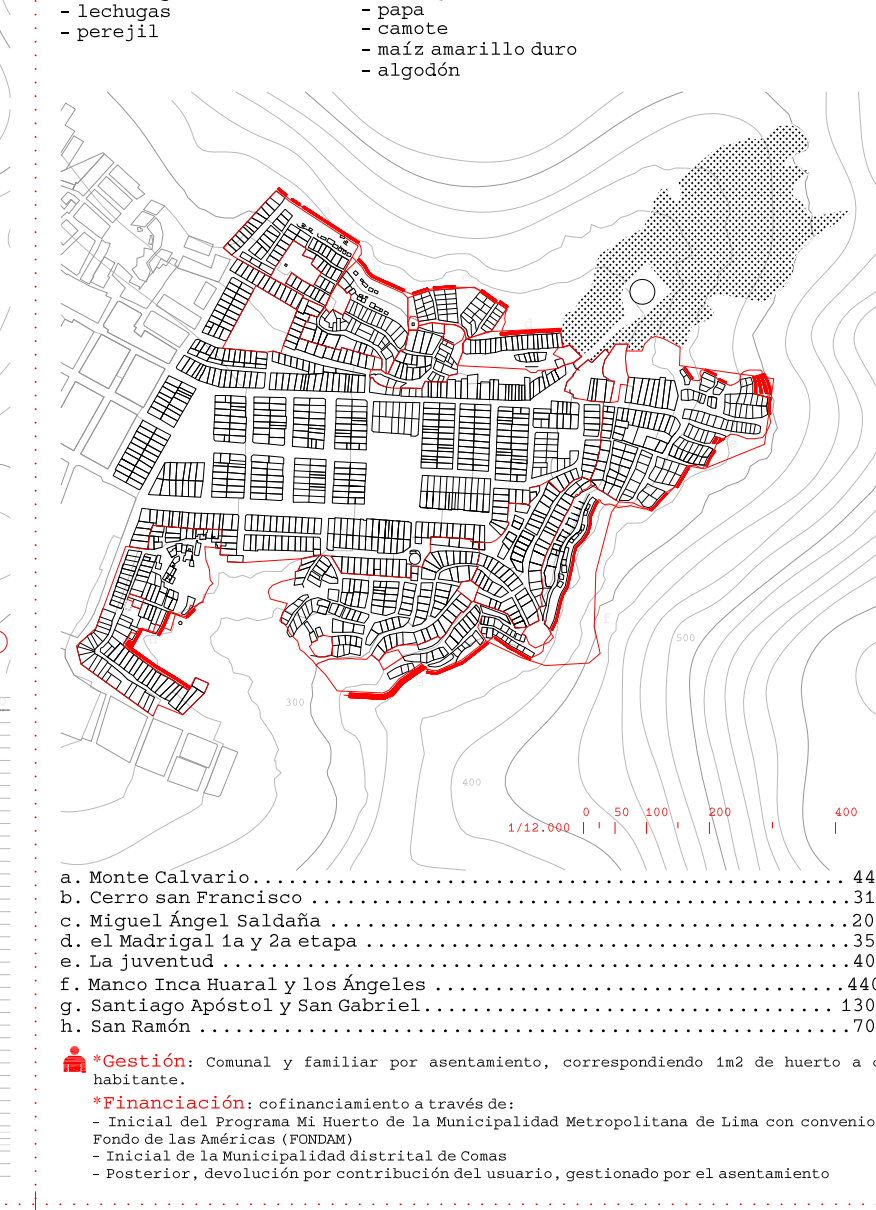 - lechugas
- perejil
- papa
- camote
- maíz amarillo duro
- algodón
500
300
400
0 50 100 200 400
1/12.000
a. Monte Calvario.................................................. 44
b. Cerro san Francisco .............................................31
c. Miguel Ángel Saldaña ........................................... 20
d. el Madrigal 1a y 2a etapa ........................................35
e. La juventud .................................................... 40
f. Manco Inca Huaral y los Ángeles ..................................440
g. Santiago Apóstol y San Gabriel................................... 130
h. San Ramón ......................................................70
*Gestión: Comunal y familiar por asentamiento, correspondiendo 1m2 de huerto a
habitante.
*Financiación: cofinanciamiento a través de:
- Inicial del Programa Mi Huerto de la Municipalidad Metropolitana de Lima con convenio
Fondo de las Américas (FONDAM)
- Inicial de la Municipalidad distrital de Comas
- Posterior, devolución por contribución del usuario, gestionado por el asentamiento